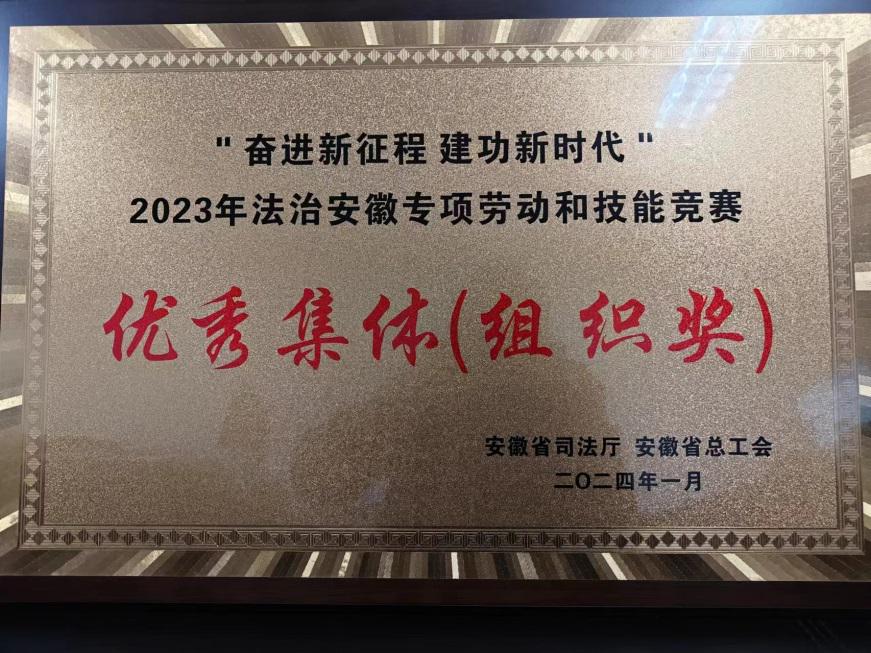 "奋进新征程 建功新时代"
2023年法治安徽专项劳动和技能竞赛
优秀集体(组织奖)
安徽省司法厅 安徽省总工会
二〇二四年一月